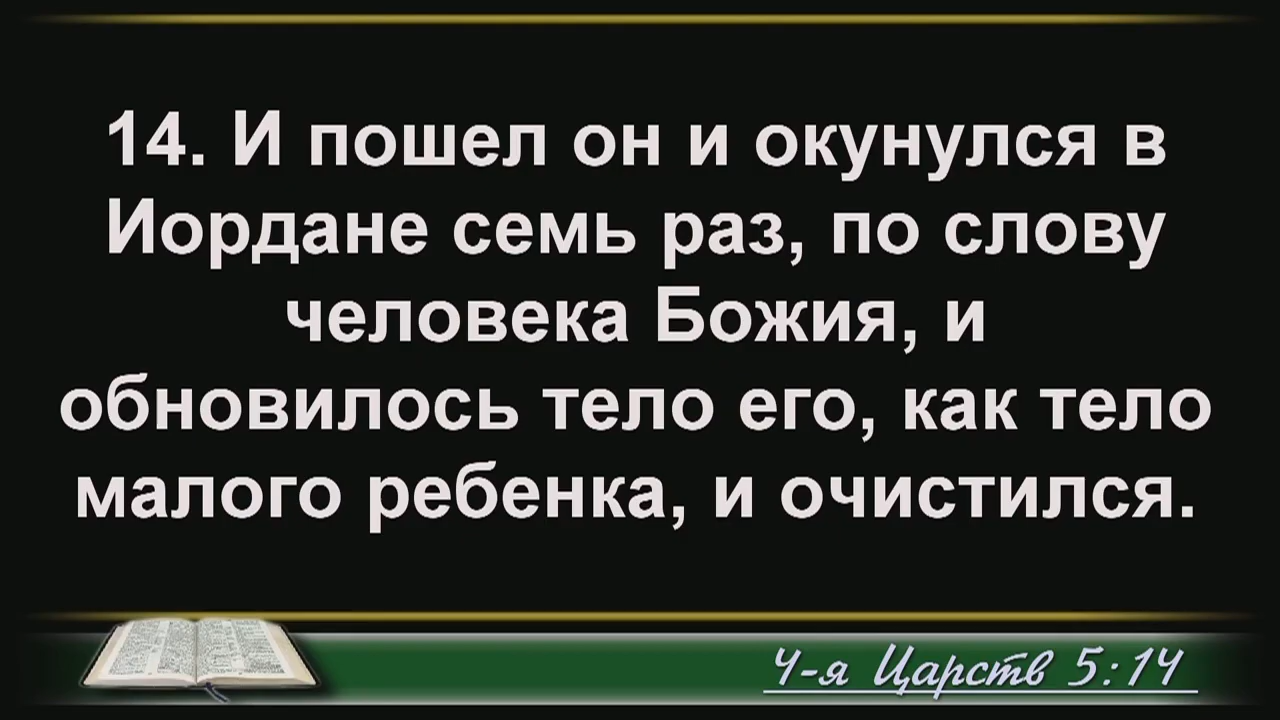 14. И пошел он и окунулся в
Иордане семь раз, по слову
человека Божия, и
обновилось тело его, как тело
малого ребенка, и очистился.
4-я Царств 5:14